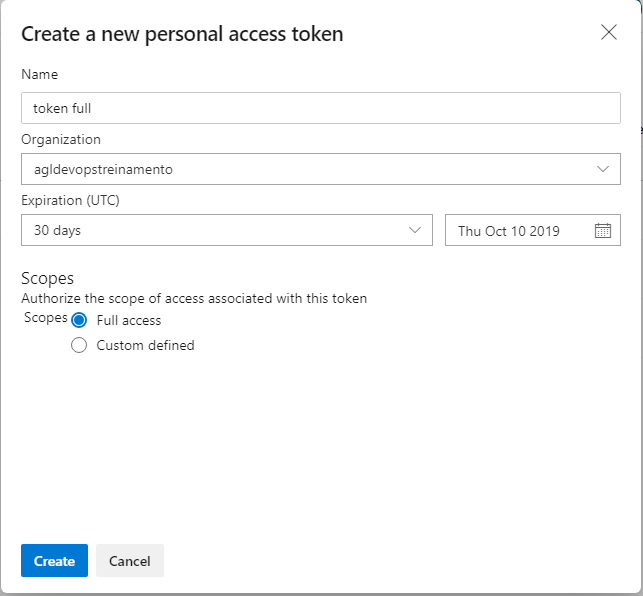 Create a new personal access token
Name
token full
Organization
agldevopstreinamento
Expiration (UTC)
30 days
Thu Oct 10 2019
Scopes
Authorize the scope of access associated with this token
Scopes
Full access
Custom defined
Create
Cancel